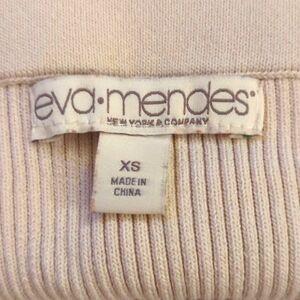 eva•mendes
NEW YORK & COMPANY
XS
MADE IN
CHINA